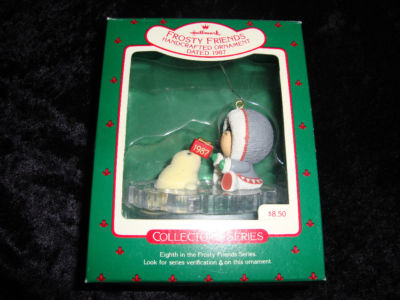 Hallmark
FROSTY FRIENDS
HANDCRAFTED ORNAMENT
DATED 1987
1987
$8.50
COLLECTOR'S SERIES
Eighth in the Frosty Friends Series.
Look for series verification on this ornament.